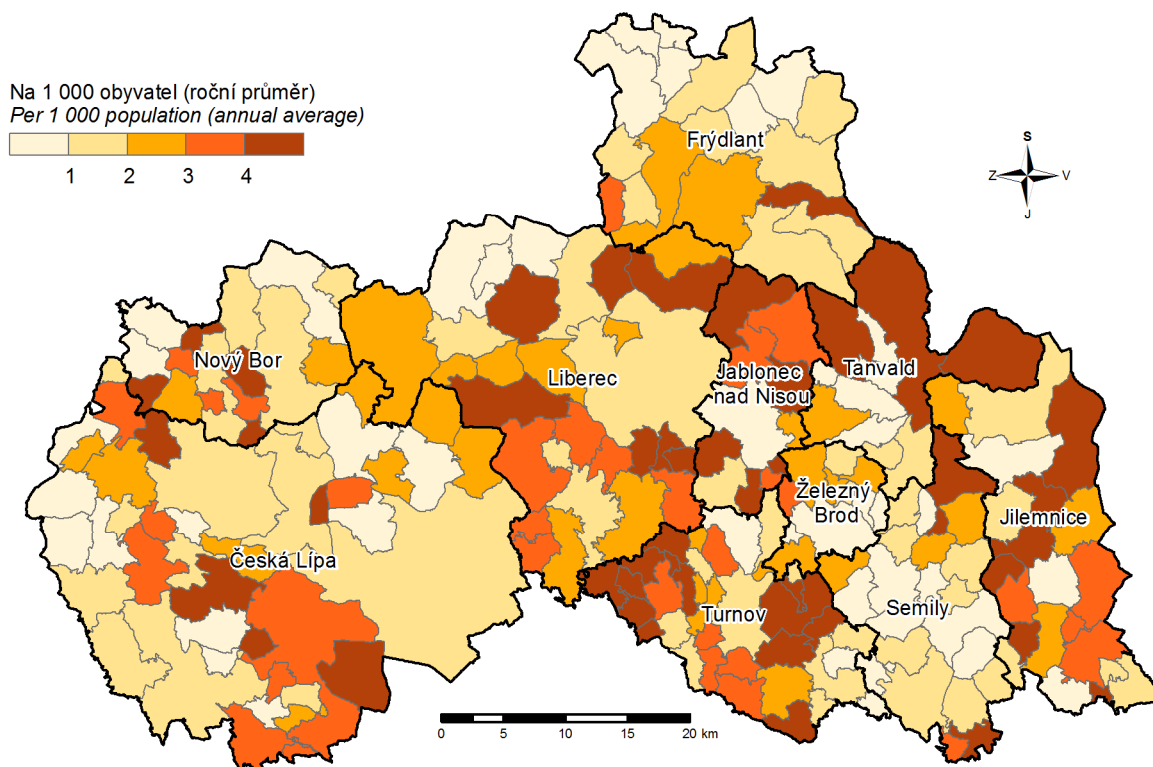 Na 1 000 obyvatel (roční průměr)
Per 1 000 population (annual average)
1 2 3 4
S
Z V
J
Frýdlant
Nový Bor
Liberec
Jablonec
nad Nisou
Tanvald
Železný
Brod
Jilemnice
Česká Lípa
Turnov
Semily
0 5 10 20 km